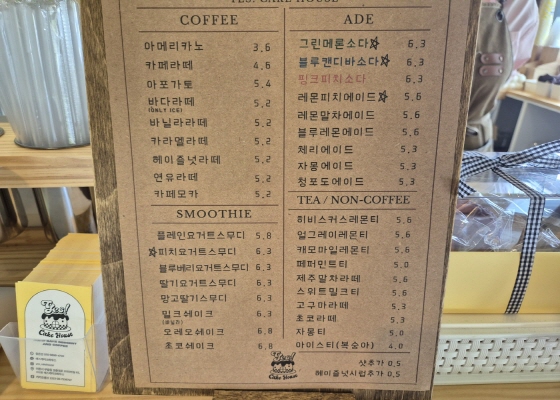 YES! CAKE HOUSE
COFFEE
아메리카노 3,6
카페라떼 4,6
아포가토 5,4
바다라떼 5,2
(ONLY ICE)
바닐라라떼 5,2
카라멜라떼 5,2
헤이즐넛라떼 5,2
연유라떼 5,2
카페모카 5,2
SMOOTHIE
플레인요거트스무디 5,8
☆피치요거트스무디 6,3
블루베리요거트스무디 6,3
딸기요거트스무디 6,3
망고딸기스무디 6,3
밀크쉐이크 6,3
오레오쉐이크 6,8
초코쉐이크 6,8
ADE
그린메론소다☆ 6,3
블루캔디바소다☆ 6,3
핑크피치소다 6,3
레몬피치에이드☆ 5,6
레몬말차에이드 5,8
블루레몬에이드 5,3
체리에이드 5,3
자몽에이드 5,3
청포도에이드 5,3
TEA / NON-COFFEE
히비스커스레몬티 5,6
얼그레이레몬티 5,6
캐모마일레몬티 5,6
페퍼민트티 5,0
제주말차라떼 5,6
스위트밀크티 5,6
고구마라떼 5,3
초코라떼 5,3
자몽티 5,0
아이스티(복숭아) 4,0
샷추가 0,5
헤이즐넛시럽추가 0,5
Yes!
Cake House
Yes!
Cake House